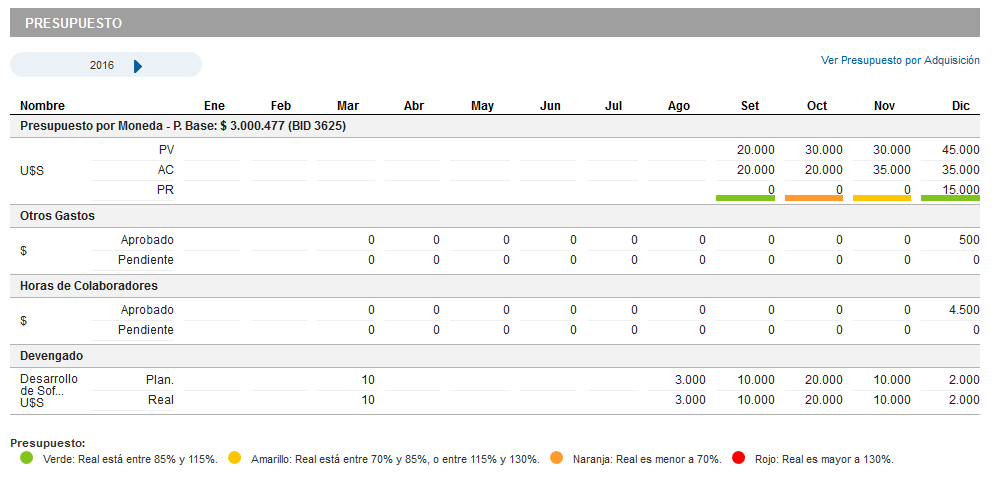 PRESUPUESTO
2016
Ver Presupuesto por Adquisición
Nombre Ene Feb Mar Abr May Jun Jul Ago Set Oct Nov Dic
Presupuesto por Moneda - P. Base: $ 3.000.477 (BID 3625)
PV 20.000 30.000 30.000 45.000
U$S AC 20.000 20.000 35.000 35.000
PR 0 0 0 15.000
Otros Gastos
$
Aprobado 0 0 0 0 0 0 0 0 0 500
Pendiente 0 0 0 0 0 0 0 0 0 0
Horas de Colaboradores
$
Aprobado 0 0 0 0 0 0 0 0 0 4.500
Pendiente 0 0 0 0 0 0 0 0 0 0
Devengado
Desarrollo
de Sof...
U$S
Plan. 10 3.000 10.000 20.000 10.000 2.000
Real 10 3.000 10.000 20.000 10.000 2.000
Presupuesto:
Verde: Real está entre 85% y 115%. Amarillo: Real está entre 70% y 85%, o entre 115% y 130%. Naranja: Real es menor a 70%. Rojo: Real es mayor a 130%.